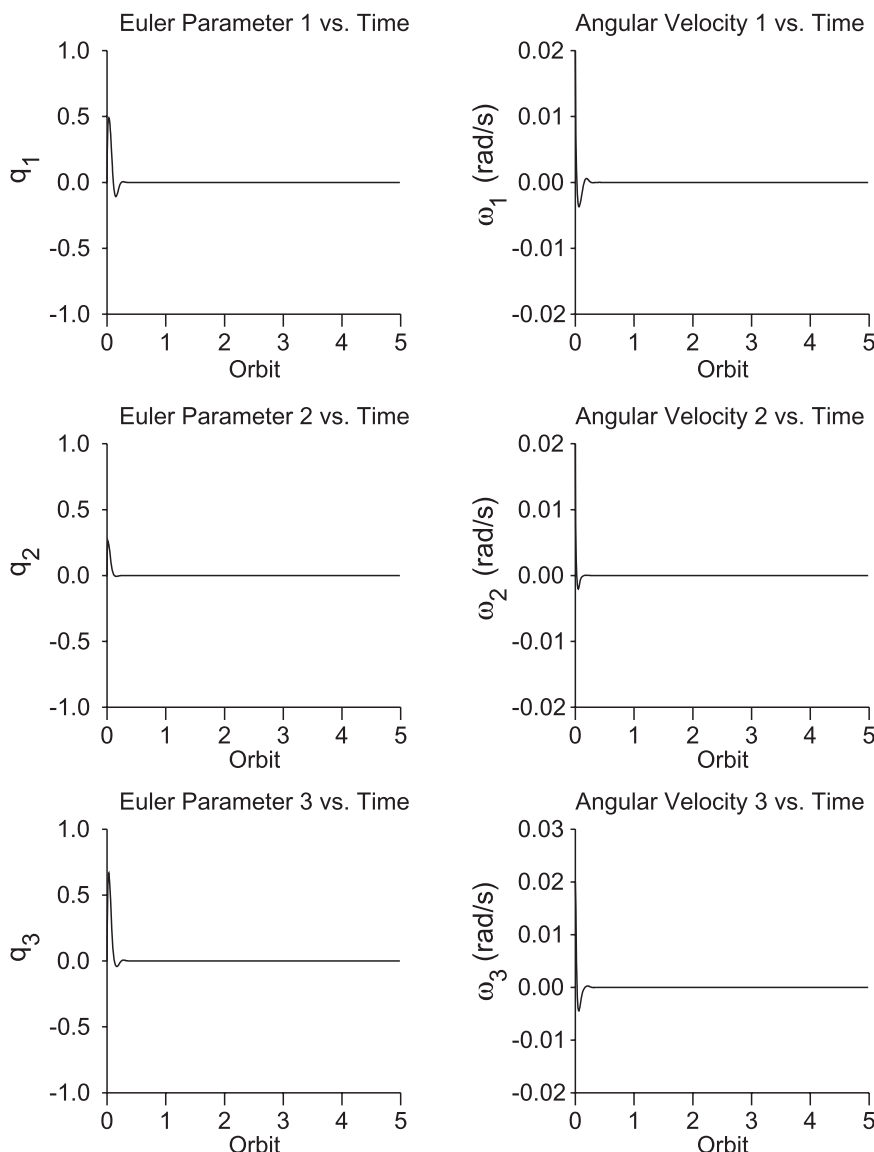 Euler Parameter 1 vs. Time
1.0
0.5
0.0
-0.5
-1.0
q1
0 1 2 3 4 5
Orbit
Angular Velocity 1 vs. Time
0.02
0.01
0.00
-0.01
-0.02
ω1 (rad/s)
0 1 2 3 4 5
Orbit
Euler Parameter 2 vs. Time
1.0
0.5
0.0
-0.5
-1.0
q2
0 1 2 3 4 5
Orbit
Angular Velocity 2 vs. Time
0.02
0.01
0.00
-0.01
-0.02
ω2 (rad/s)
0 1 2 3 4 5
Orbit
Euler Parameter 3 vs. Time
1.0
0.5
0.0
-0.5
-1.0
q3
0 1 2 3 4 5
Orbit
Angular Velocity 3 vs. Time
0.03
0.02
0.01
0.00
-0.01
-0.02
ω3 (rad/s)
0 1 2 3 4 5
Orbit